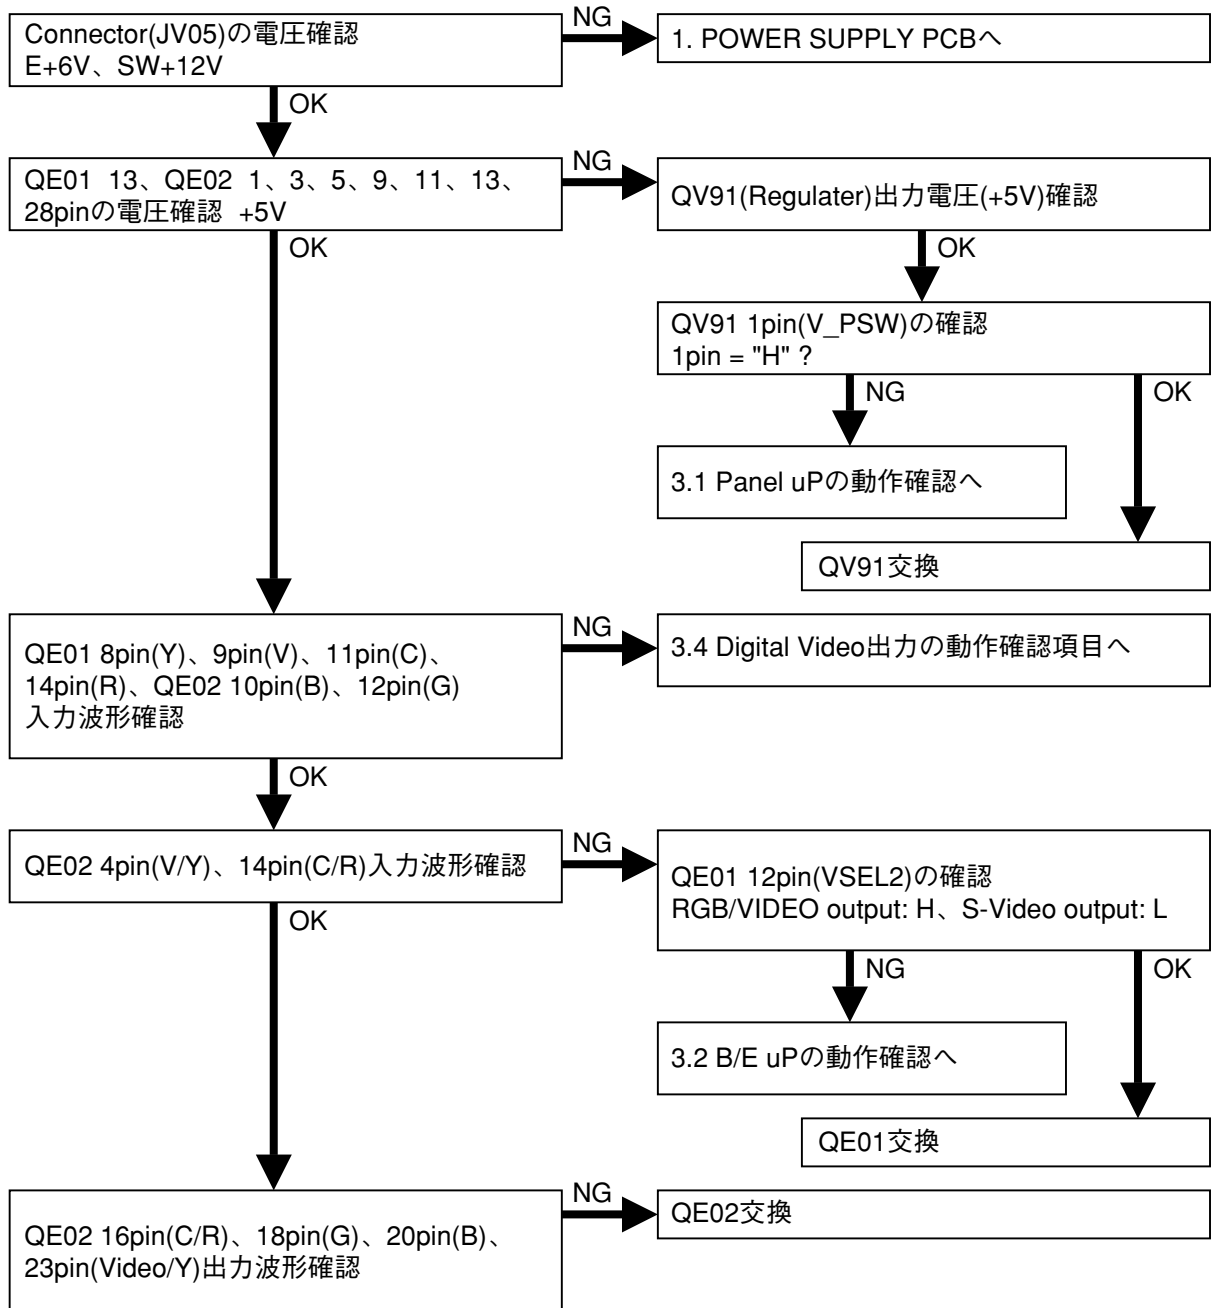 Connector(JV05)の電圧確認
E+6V、SW+12V
NG
1. POWER SUPPLY PCBへ
OK
QE01 13、QE02 1、3、5、9、11、13、
28pinの電圧確認 +5V
NG
QV91(Regulater)出力電圧(+5V)確認
OK
OK
QV91 1pin(V_PSW)の確認
1pin = "H" ?
NG
OK
3.1 Panel uPの動作確認へ
QV91交換
QE01 8pin(Y)、9pin(V)、11pin(C)、
14pin(R)、QE02 10pin(B)、12pin(G)
入力波形確認
NG
3.4 Digital Video出力の動作確認項目へ
OK
QE02 4pin(V/Y)、14pin(C/R)入力波形確認
NG
QE01 12pin(VSEL2)の確認
RGB/VIDEO output: H、S-Video output: L
OK
NG
OK
3.2 B/E uPの動作確認へ
QE01交換
QE02 16pin(C/R)、18pin(G)、20pin(B)、
23pin(Video/Y)出力波形確認
NG
QE02交換